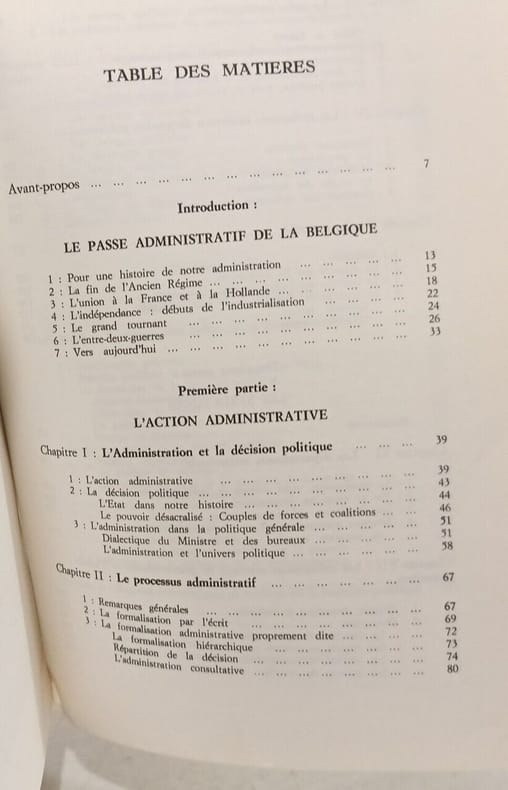 TABLE DES MATIERES
Avant-propos ... ... ... ... ... ... ... ... ... ... ... ... ... ... 7
Introduction :
LE PASSE ADMINISTRATIF DE LA BELGIQUE
1 : Pour une histoire de notre administration ... ... ... ... ... 13
2 : La fin de l'Ancien Régime ... ... ... ... ... ... ... ... ... 15
3 : L'union à la France et à la Hollande ... ... ... ... ... ... 18
4 : L'indépendance : débuts de l'industrialisation ... ... ... ... 22
5 : Le grand tournant ... ... ... ... ... ... ... ... ... ... 24
6 : L'entre-deux-guerres ... ... ... ... ... ... ... ... ... ... 26
7 : Vers aujourd'hui ... ... ... ... ... ... ... ... ... ... ... 33
Première partie :
L'ACTION ADMINISTRATIVE
Chapitre I : L'Administration et la décision politique ... ... ... 39
1 : L'action administrative ... ... ... ... ... ... ... ... ... 39
2 : La décision politique ... ... ... ... ... ... ... ... ... ... 43
L'Etat dans notre histoire ... ... ... ... ... ... ... ... 44
Le pouvoir désacralisé : Couples de forces et coalitions ... ... 46
3 : L'administration dans la politique générale ... ... ... ... ... 51
Dialectique du Ministre et des bureaux ... ... ... ... ... 51
L'administration et l'univers politique ... ... ... ... ... ... 58
Chapitre II : Le processus administratif ... ... ... ... ... ... ... 67
1 : Remarques générales ... ... ... ... ... ... ... ... ... ... 67
2 : La formalisation par l'écrit ... ... ... ... ... ... ... ... ... 69
3 : La formalisation administrative proprement dite ... ... ... ... 72
La formalisation hiérarchique ... ... ... ... ... ... ... 73
Répartition de la décision ... ... ... ... ... ... ... ... 74
L'administration consultative ... ... ... ... ... ... ... ... 80